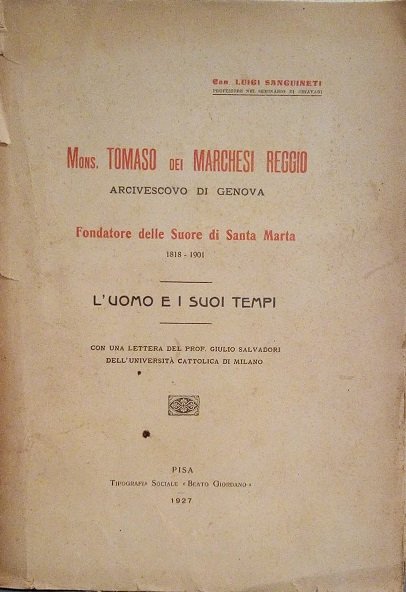 Can LUIGI SANGUINETI
PROFESSORE NEL SEMINARIO DI CHIAVARI
MONS. TOMASO DEI MARCHESI REGGIO
ARCIVESCOVO DI GENOVA
Fondatore delle Suore di Santa Marta
1818 - 1901
L'UOMO E I SUOI TEMPI
CON UNA LETTERA DEL PROF. GIULIO SALVADORI
DELL'UNIVERSITÀ CATTOLICA DI MILANO
PISA
TIPOGRAFIA SOCIALE «BEATO GIORDANO»
1927